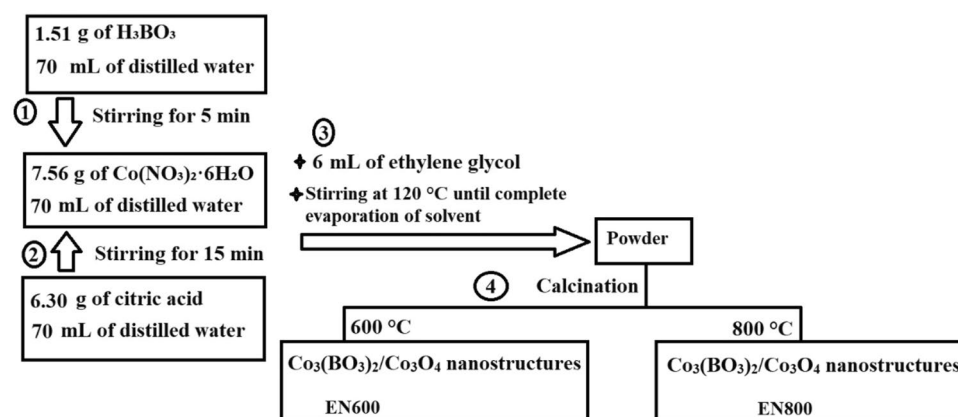 1.51 g of H₃BO₃
70 mL of distilled water
① Stirring for 5 min
7.56 g of Co(NO₃)₂·6H₂O
70 mL of distilled water
② Stirring for 15 min
6.30 g of citric acid
70 mL of distilled water
③
6 mL of ethylene glycol
Stirring at 120 °C until complete
evaporation of solvent
Powder
④ Calcination
600 °C
800 °C
Co₃(BO₃)₂/Co₃O₄ nanostructures
EN600
Co₃(BO₃)₂/Co₃O₄ nanostructures
EN800